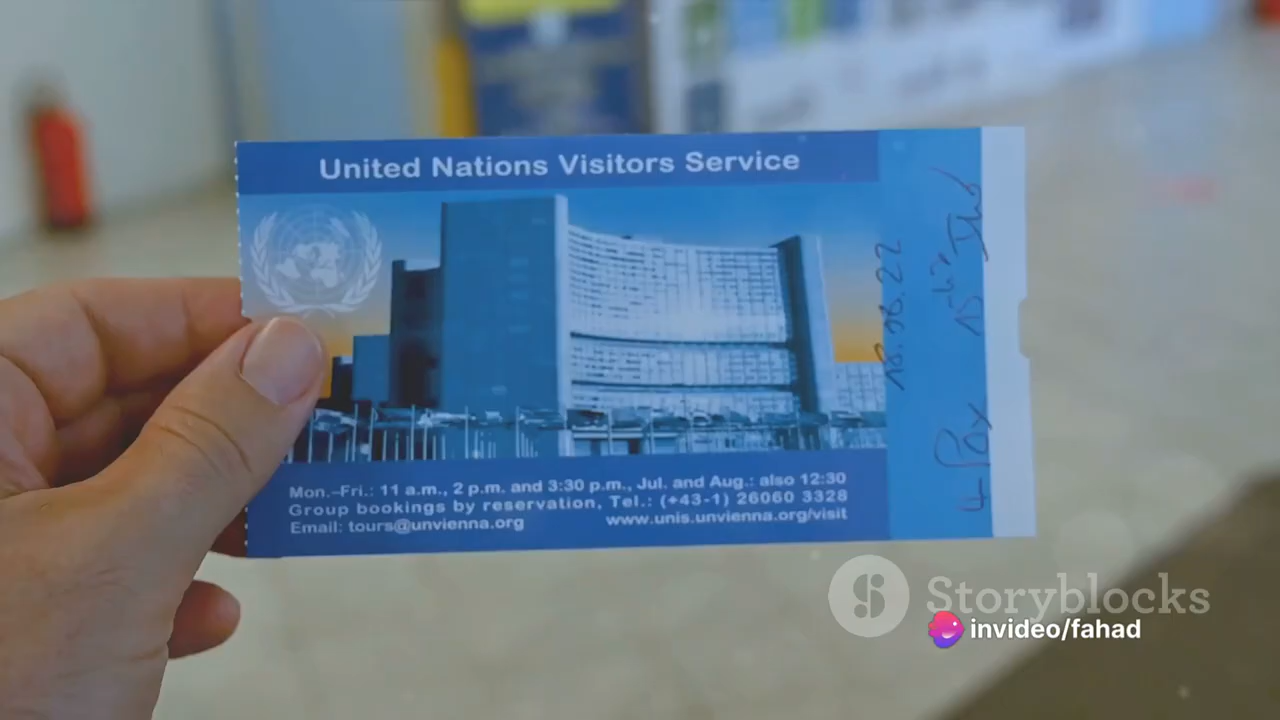 United Nations Visitors Service
Mon.–Fri.: 11 a.m., 2 p.m. and 3:30 p.m., Jul. and Aug.: also 12:30
Group bookings by reservation, Tel.: (+43-1) 26060 3328
Email: tours@unvienna.org www.unis.unvienna.org/visit
18.08.22
4 Pax
Storyblocks
invideo/fahad